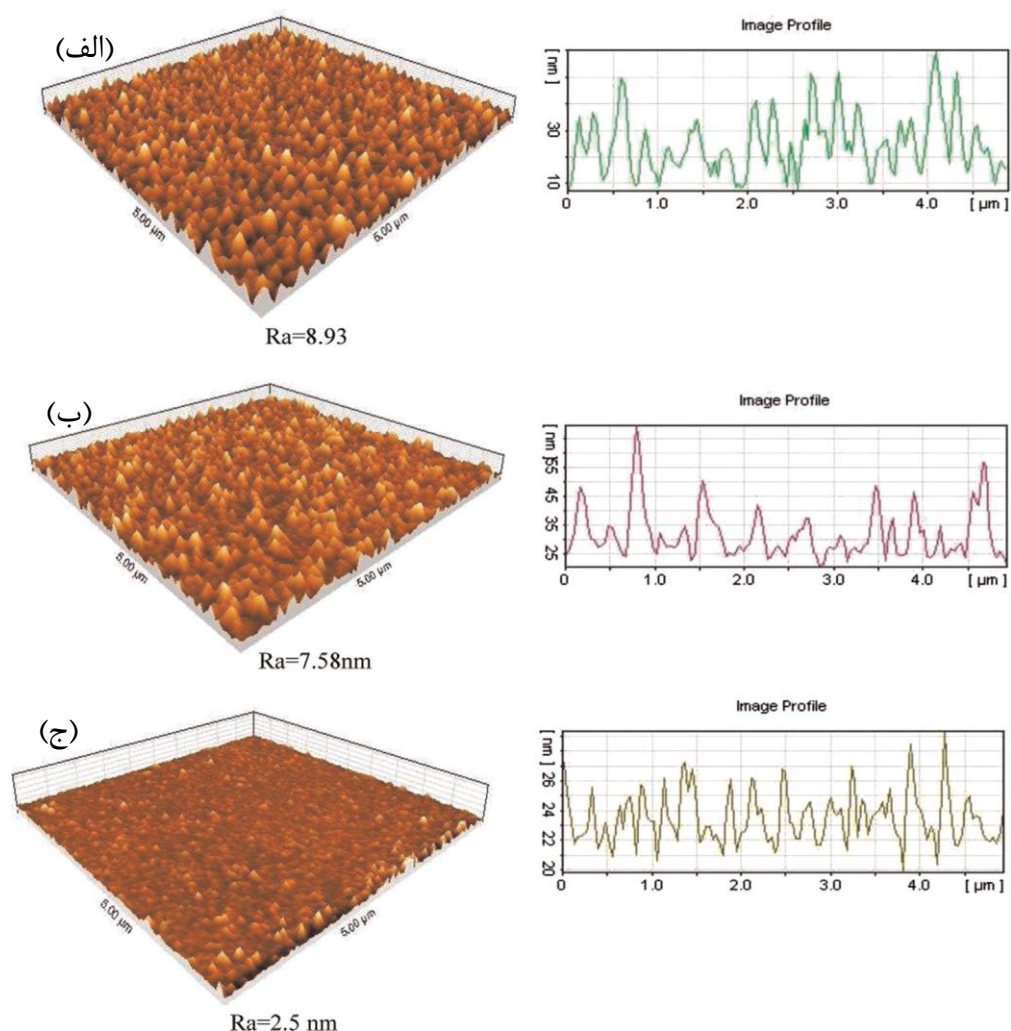 (الف)
5.00 µm
5.00 µm
Ra=8.93
Image Profile
[ nm ]
30
10
0
1.0
2.0
3.0
4.0
[ µm ]
(ب)
5.00 µm
5.00 µm
Ra=7.58nm
Image Profile
[ nm ]
55
45
35
25
0
1.0
2.0
3.0
4.0
[ µm ]
(ج)
5.00 µm
5.00 µm
Ra=2.5 nm
Image Profile
[ nm ]
26
24
22
20
0
1.0
2.0
3.0
4.0
[ µm ]